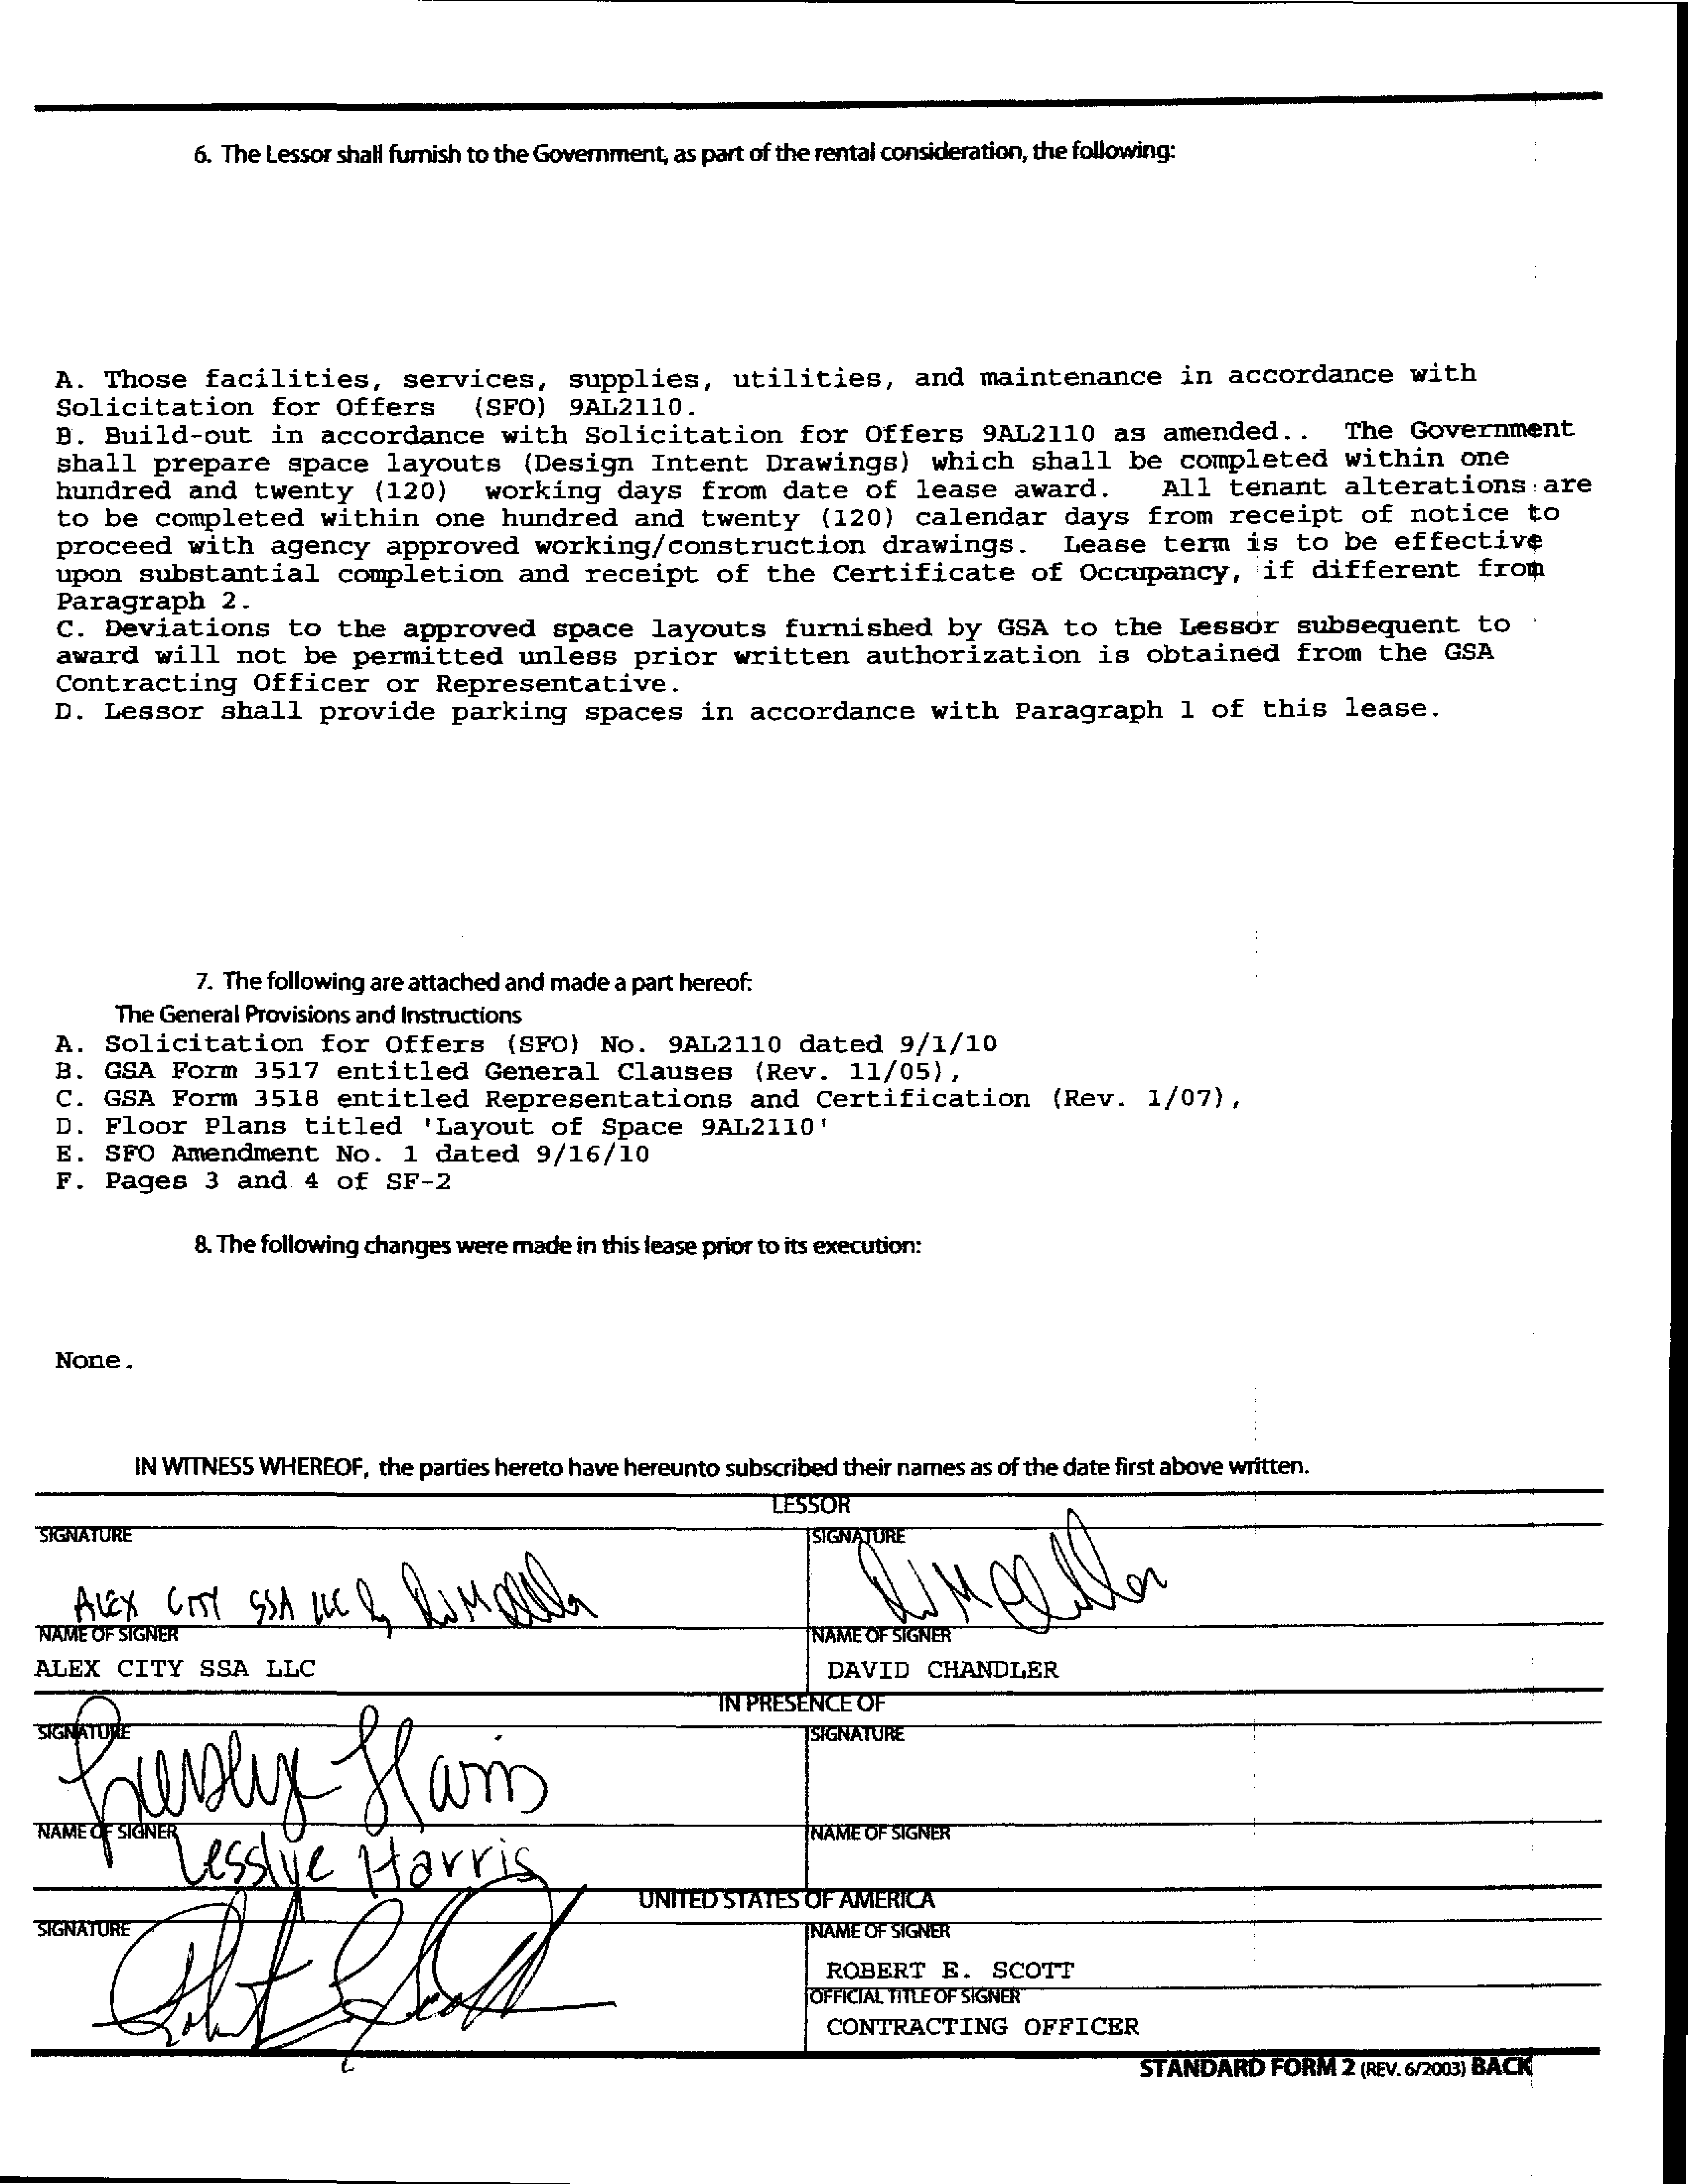 6. The Lessor shall furnish to the Government, as part of the rental consideration, the following:
A. Those facilities, services, supplies, utilities, and maintenance in accordance with
Solicitation for Offers (SFO) 9AL2110.
B. Build-out in accordance with Solicitation for Offers 9AL2110 as amended.. The Government
shall prepare space layouts (Design Intent Drawings) which shall be completed within one
hundred and twenty (120) working days from date of lease award. All tenant alterations are
to be completed within one hundred and twenty (120) calendar days from receipt of notice to
proceed with agency approved working/construction drawings. Lease term is to be effective
upon substantial completion and receipt of the Certificate of Occupancy, if different from
Paragraph 2.
C. Deviations to the approved space layouts furnished by GSA to the Lessor subsequent to
award will not be permitted unless prior written authorization is obtained from the GSA
Contracting Officer or Representative.
D. Lessor shall provide parking spaces in accordance with Paragraph 1 of this lease.
7. The following are attached and made a part hereof:
The General Provisions and Instructions
A. Solicitation for Offers (SFO) No. 9AL2110 dated 9/1/10
B. GSA Form 3517 entitled General Clauses (Rev. 11/05),
C. GSA Form 3518 entitled Representations and Certification (Rev. 1/07),
D. Floor Plans titled 'Layout of Space 9AL2110'
E. SFO Amendment No. 1 dated 9/16/10
F. Pages 3 and 4 of SF-2
8. The following changes were made in this lease prior to its execution:
None.
IN WITNESS WHEREOF, the parties hereto have hereunto subscribed their names as of the date first above written.
LESSOR
SIGNATURE SIGNATURE
ALEX CITY SSA LLC by
NAME OF SIGNER NAME OF SIGNER
ALEX CITY SSA LLC DAVID CHANDLER
IN PRESENCE OF
SIGNATURE SIGNATURE
NAME OF SIGNER NAME OF SIGNER
Lesslye Harris
UNITED STATES OF AMERICA
SIGNATURE NAME OF SIGNER
ROBERT E. SCOTT
OFFICIAL TITLE OF SIGNER
CONTRACTING OFFICER
STANDARD FORM 2 (REV. 6/2003) BACK